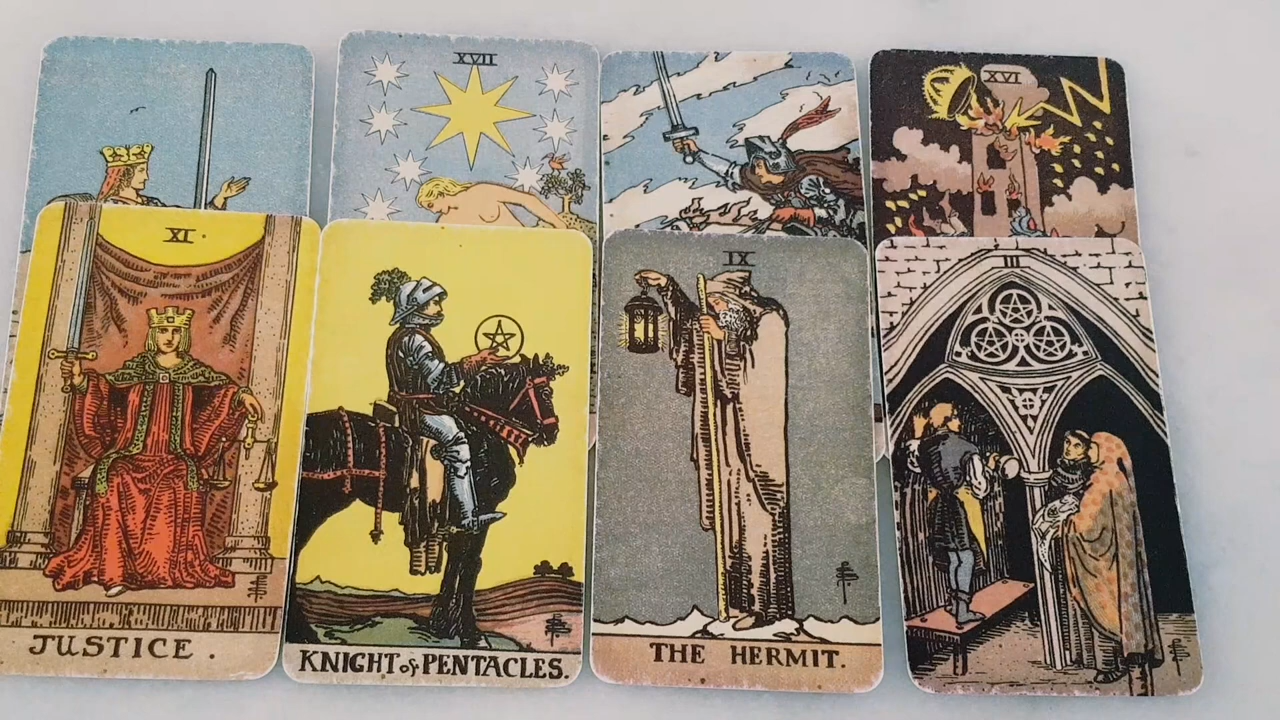 XVII
XVI
XI.
IX
III
JUSTICE.
KNIGHT of PENTACLES.
THE HERMIT.